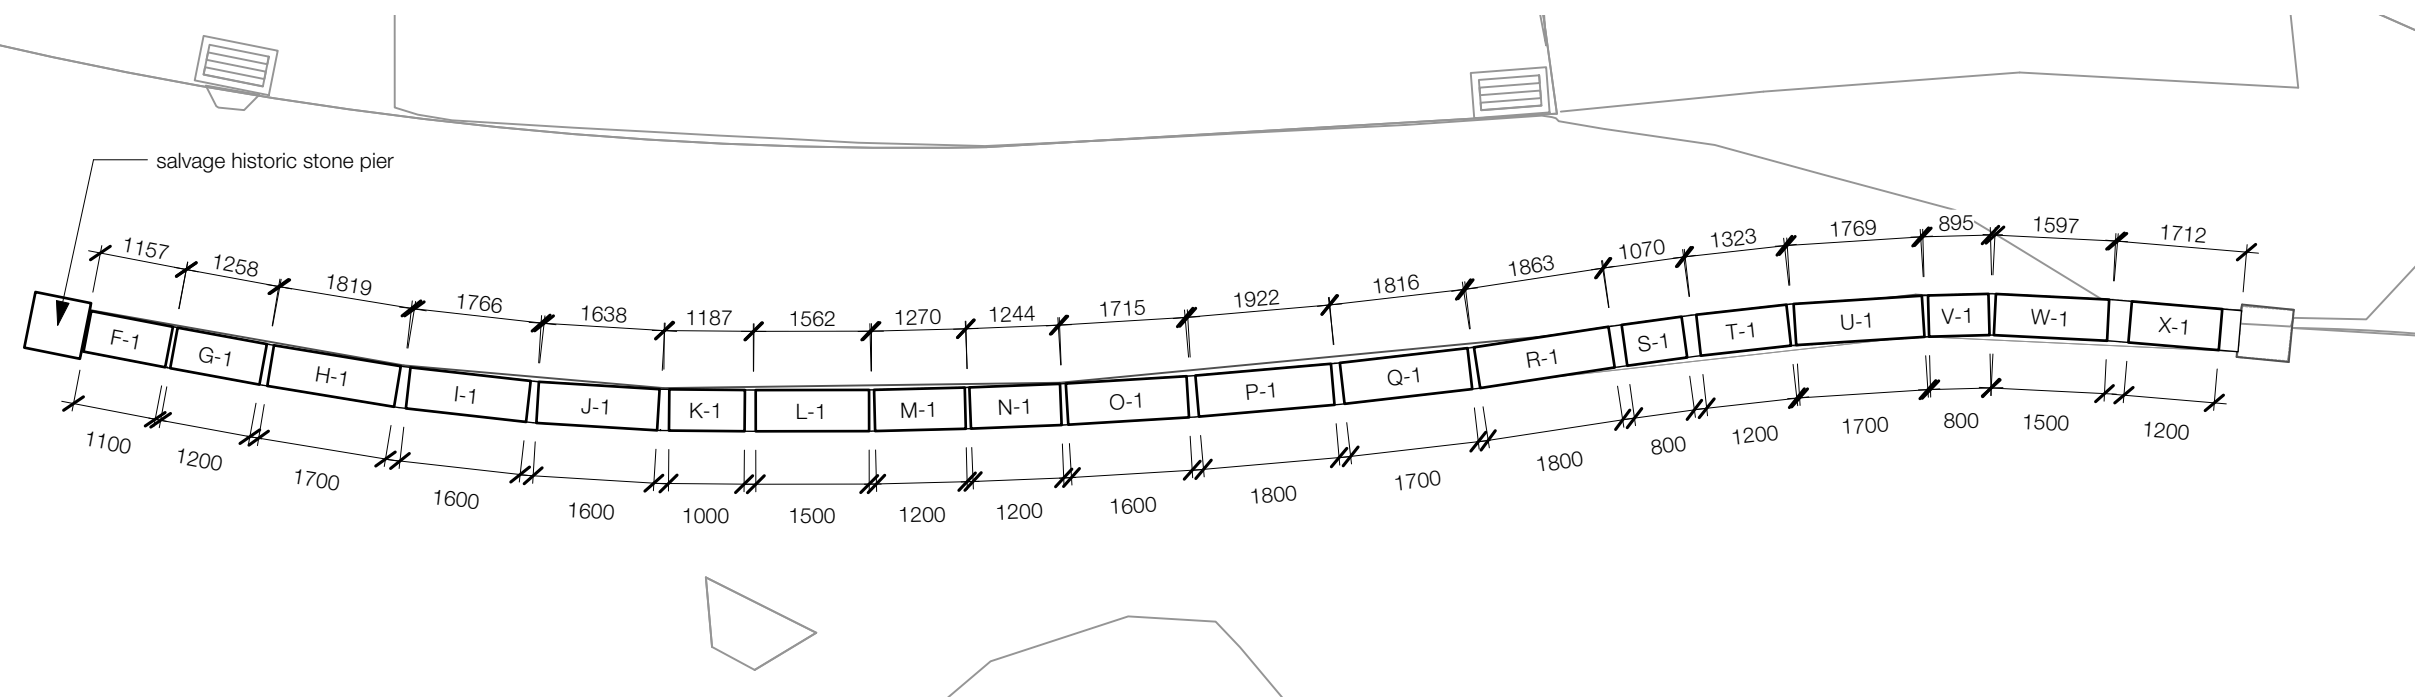 salvage historic stone pier
1157
1258
1819
1766
1638
1187
1562
1270
1244
1715
1922
1816
1863
1070
1323
1769
895
1597
1712
F-1
G-1
H-1
I-1
J-1
K-1
L-1
M-1
N-1
O-1
P-1
Q-1
R-1
S-1
T-1
U-1
V-1
W-1
X-1
1100
1200
1700
1600
1600
1000
1500
1200
1200
1600
1800
1700
1800
800
1200
1700
800
1500
1200